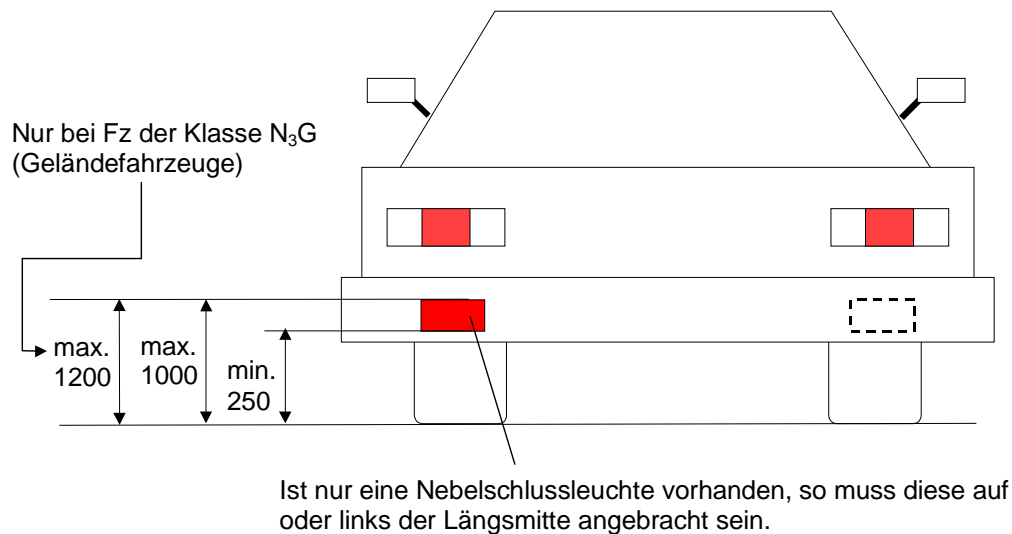 Nur bei Fz der Klasse N₃G
(Geländefahrzeuge)
max.
1200
max.
1000
min.
250
Ist nur eine Nebelschlussleuchte vorhanden, so muss diese auf
oder links der Längsmitte angebracht sein.